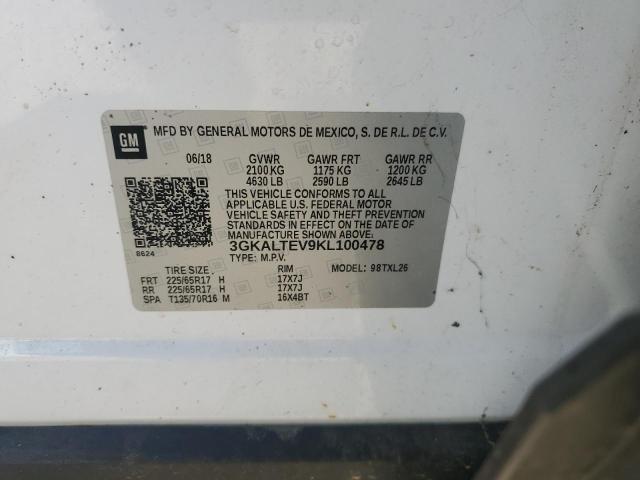 GM
MFD BY GENERAL MOTORS DE MEXICO, S. DE R.L. DE C.V.
06/18 GVWR GAWR FRT GAWR RR
2100 KG 1175 KG 1200 KG
4630 LB 2590 LB 2645 LB
THIS VEHICLE CONFORMS TO ALL
APPLICABLE U.S. FEDERAL MOTOR
VEHICLE SAFETY AND THEFT PREVENTION
STANDARDS IN EFFECT ON THE DATE OF
MANUFACTURE SHOWN ABOVE.
8624 3GKALTEV9KL100478
TYPE: M.P.V.
TIRE SIZE RIM MODEL: 98TXL26
FRT 225/65R17 H 17X7J
RR 225/65R17 H 17X7J
SPA T135/70R16 M 16X4BT